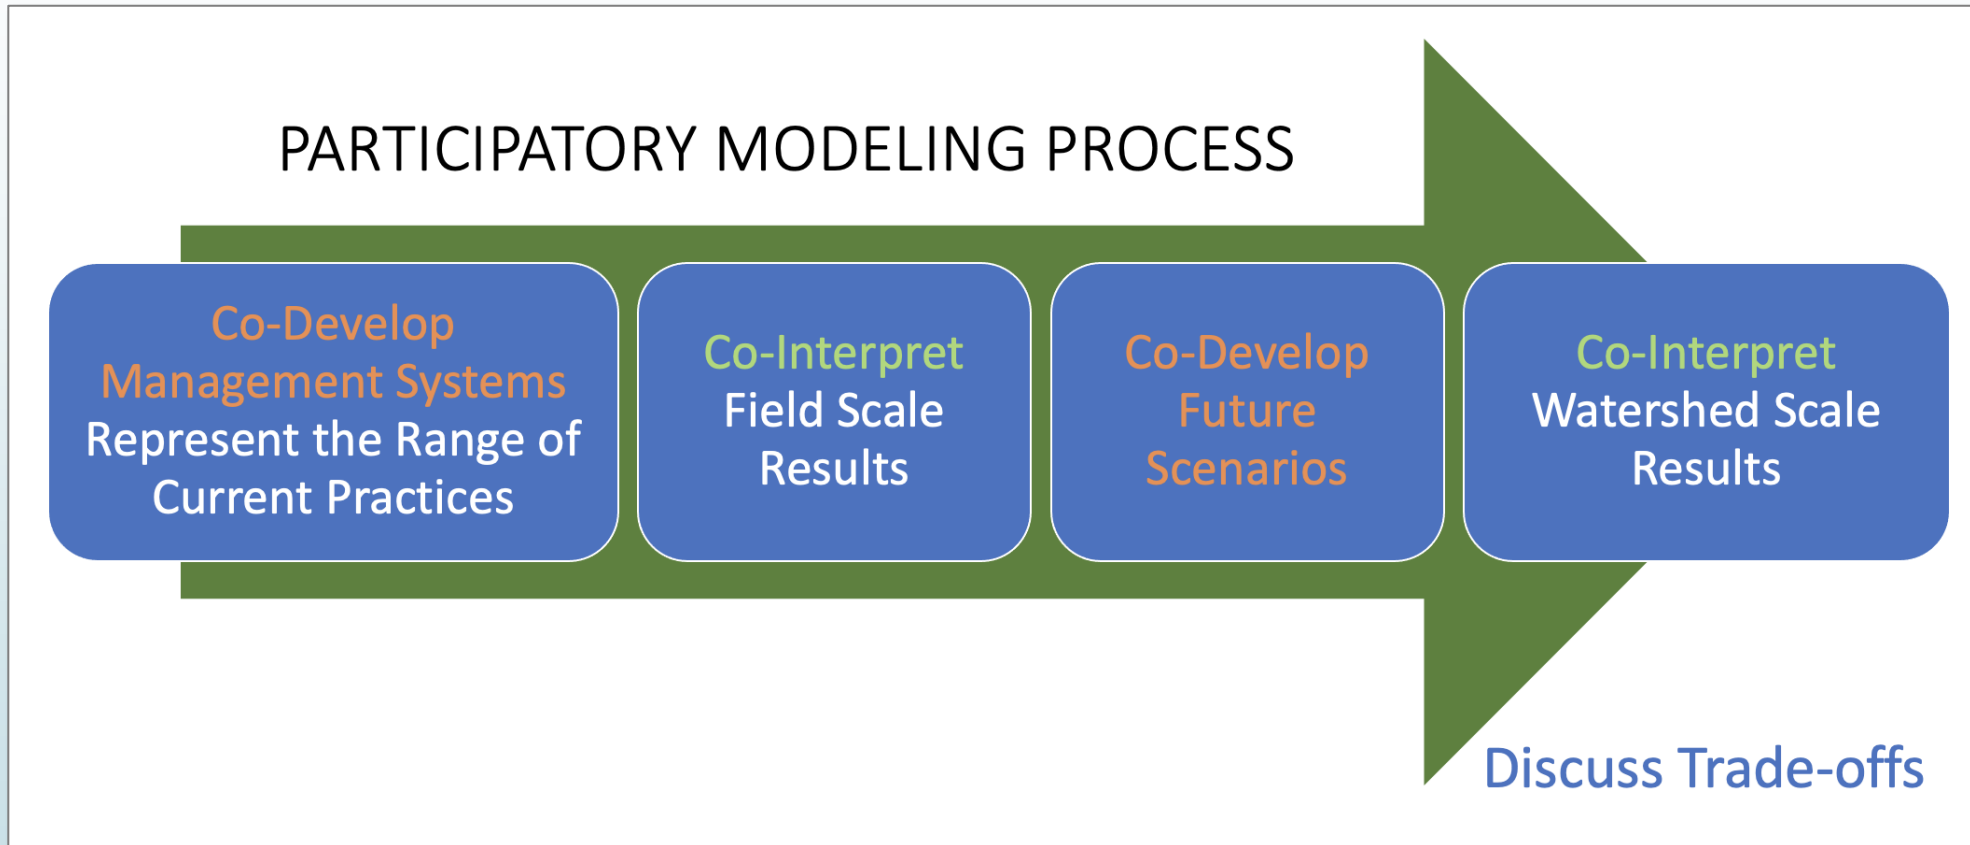 PARTICIPATORY MODELING PROCESS
Co-Develop
Management Systems
Represent the Range of
Current Practices
Co-Interpret
Field Scale
Results
Co-Develop
Future
Scenarios
Co-Interpret
Watershed Scale
Results
Discuss Trade-offs